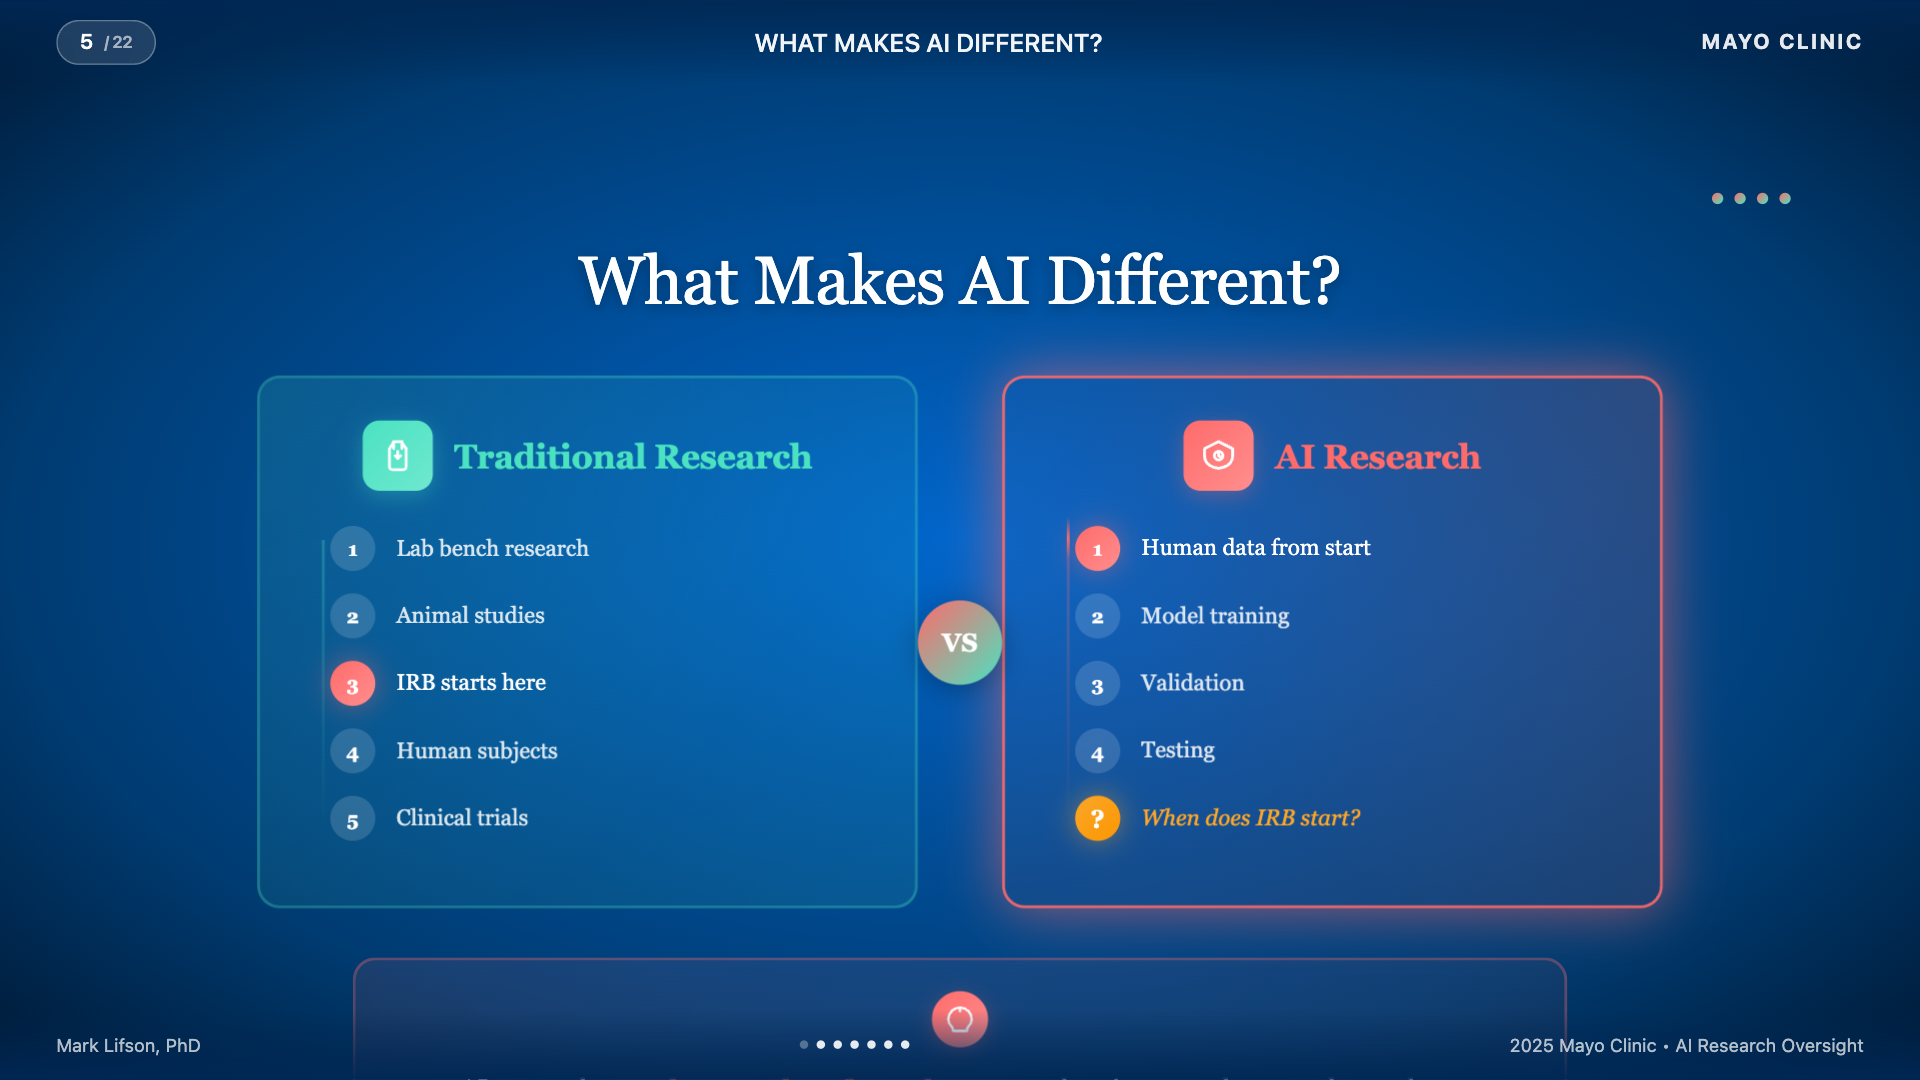 5 /22
WHAT MAKES AI DIFFERENT?
MAYO CLINIC
What Makes AI Different?
Traditional Research
1 Lab bench research
2 Animal studies
3 IRB starts here
4 Human subjects
5 Clinical trials
VS
AI Research
1 Human data from start
2 Model training
3 Validation
4 Testing
? When does IRB start?
Mark Lifson, PhD
2025 Mayo Clinic • AI Research Oversight